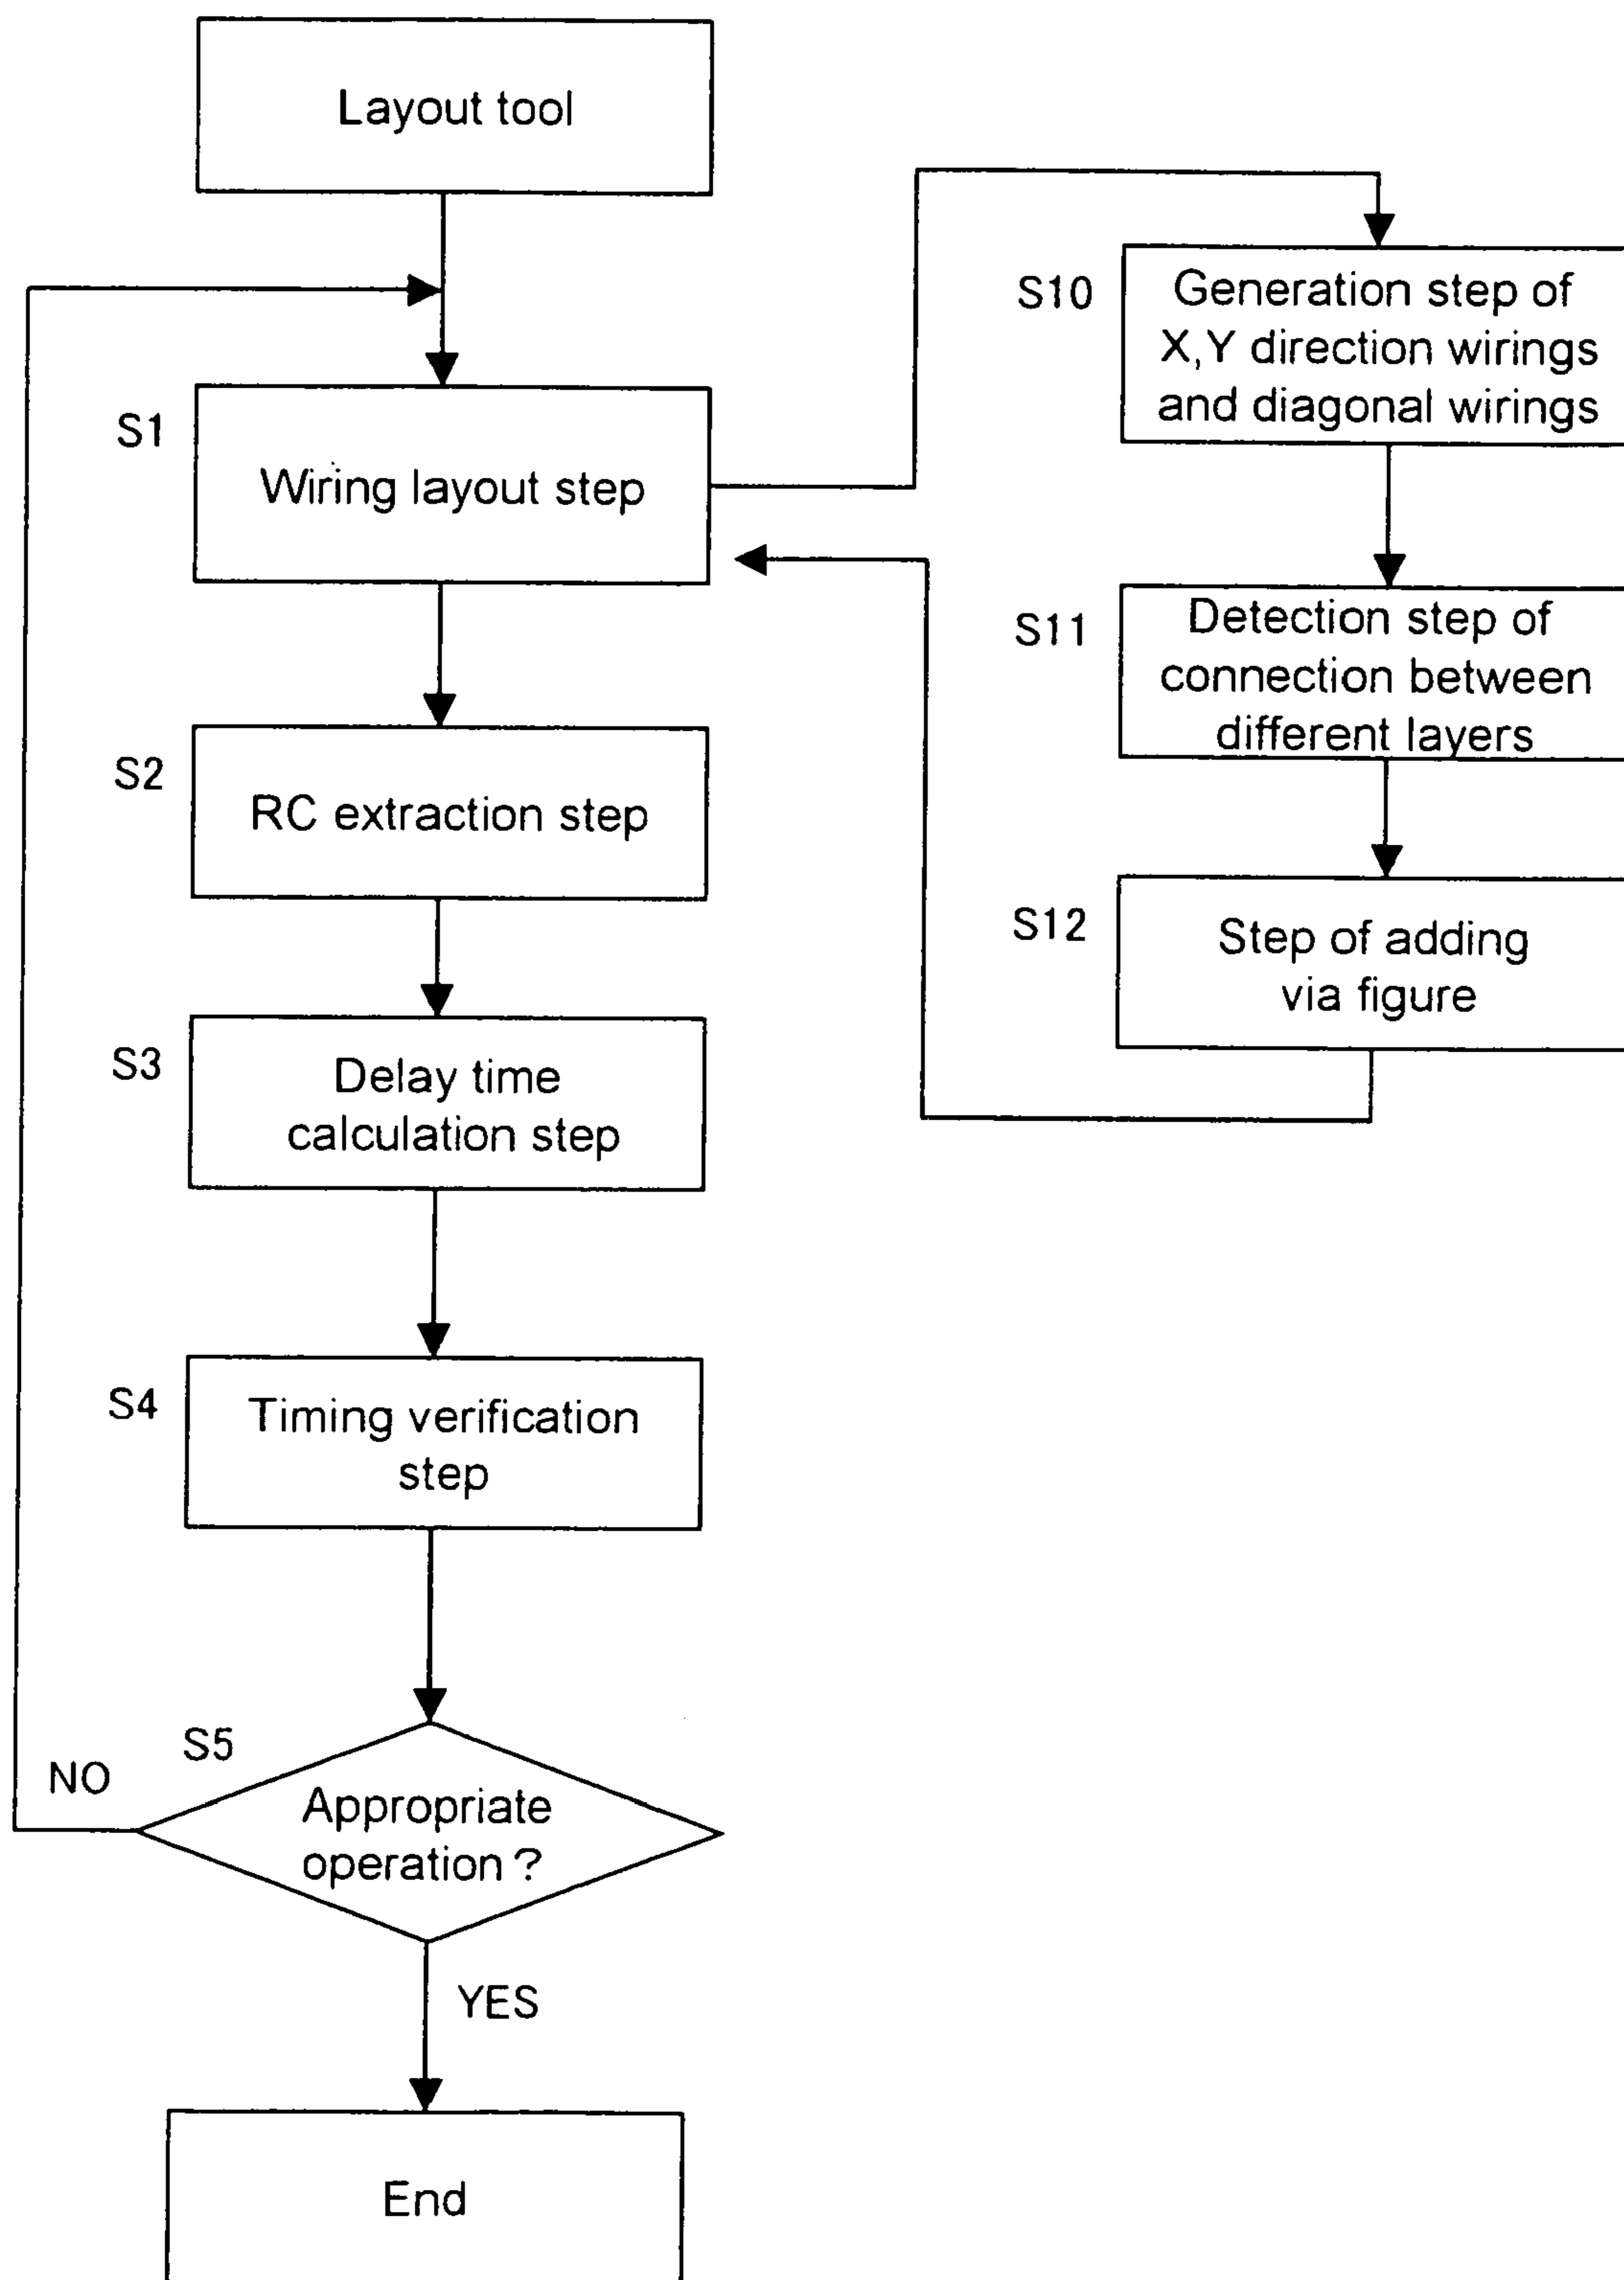 Layout tool
S1
Wiring layout step
S2
RC extraction step
S3
Delay time
calculation step
S4
Timing verification
step
S5
NO
Appropriate
operation ?
YES
End
S10
Generation step of
X,Y direction wirings
and diagonal wirings
S11
Detection step of
connection between
different layers
S12
Step of adding
via figure